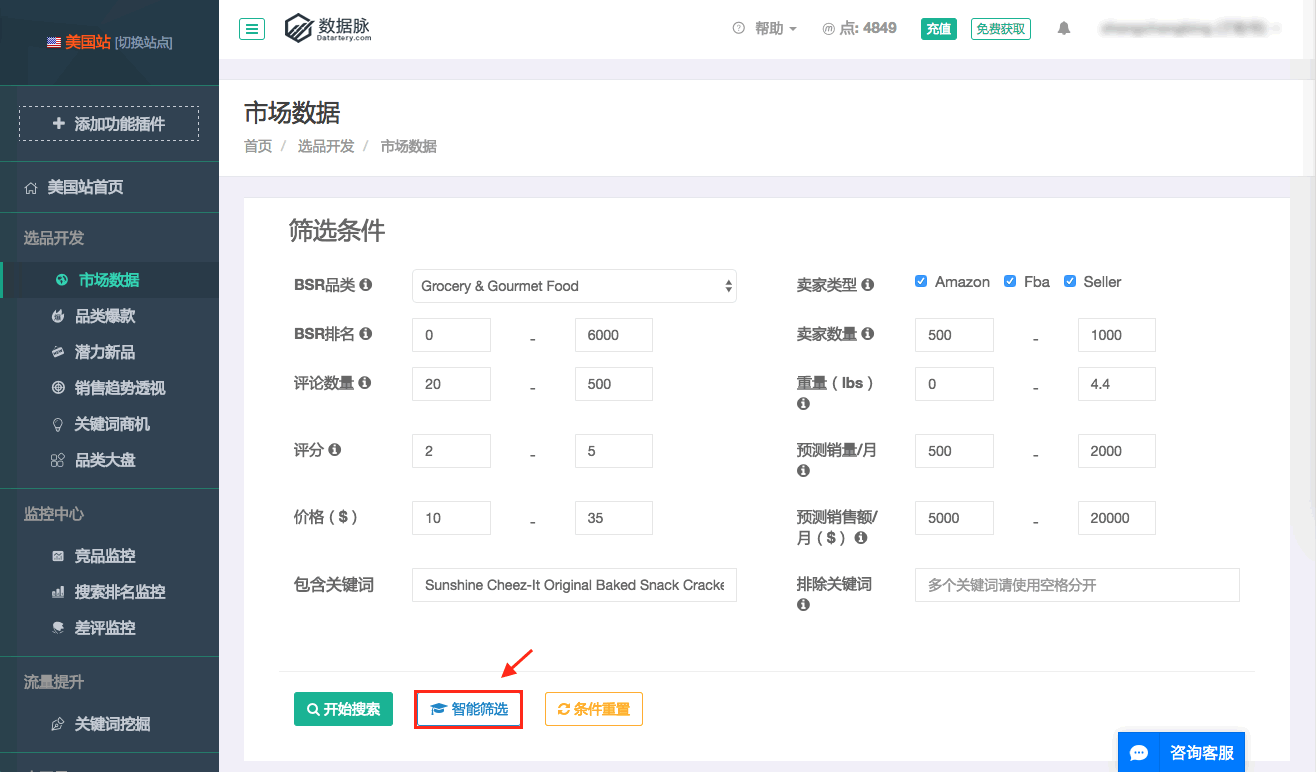 美国站 [切换站点]
数据脉
Datartery.com
帮助
点: 4849
充值
免费获取
添加功能插件
美国站首页
选品开发
市场数据
品类爆款
潜力新品
销售趋势透视
关键词商机
品类大盘
监控中心
竞品监控
搜索排名监控
差评监控
流量提升
关键词挖掘
市场数据
首页 / 选品开发 / 市场数据
筛选条件
BSR品类 Grocery & Gourmet Food 卖家类型 Amazon Fba Seller
BSR排名 0 - 6000 卖家数量 500 - 1000
评论数量 20 - 500 重量 ( lbs ) 0 - 4.4
评分 2 - 5 预测销量/月 500 - 2000
价格 ( $ ) 10 - 35 预测销售额/
月 ( $ ) 5000 - 20000
包含关键词 Sunshine Cheez-It Original Baked Snack Cracke 排除关键词 多个关键词请使用空格分开
开始搜索 智能筛选 条件重置
咨询客服